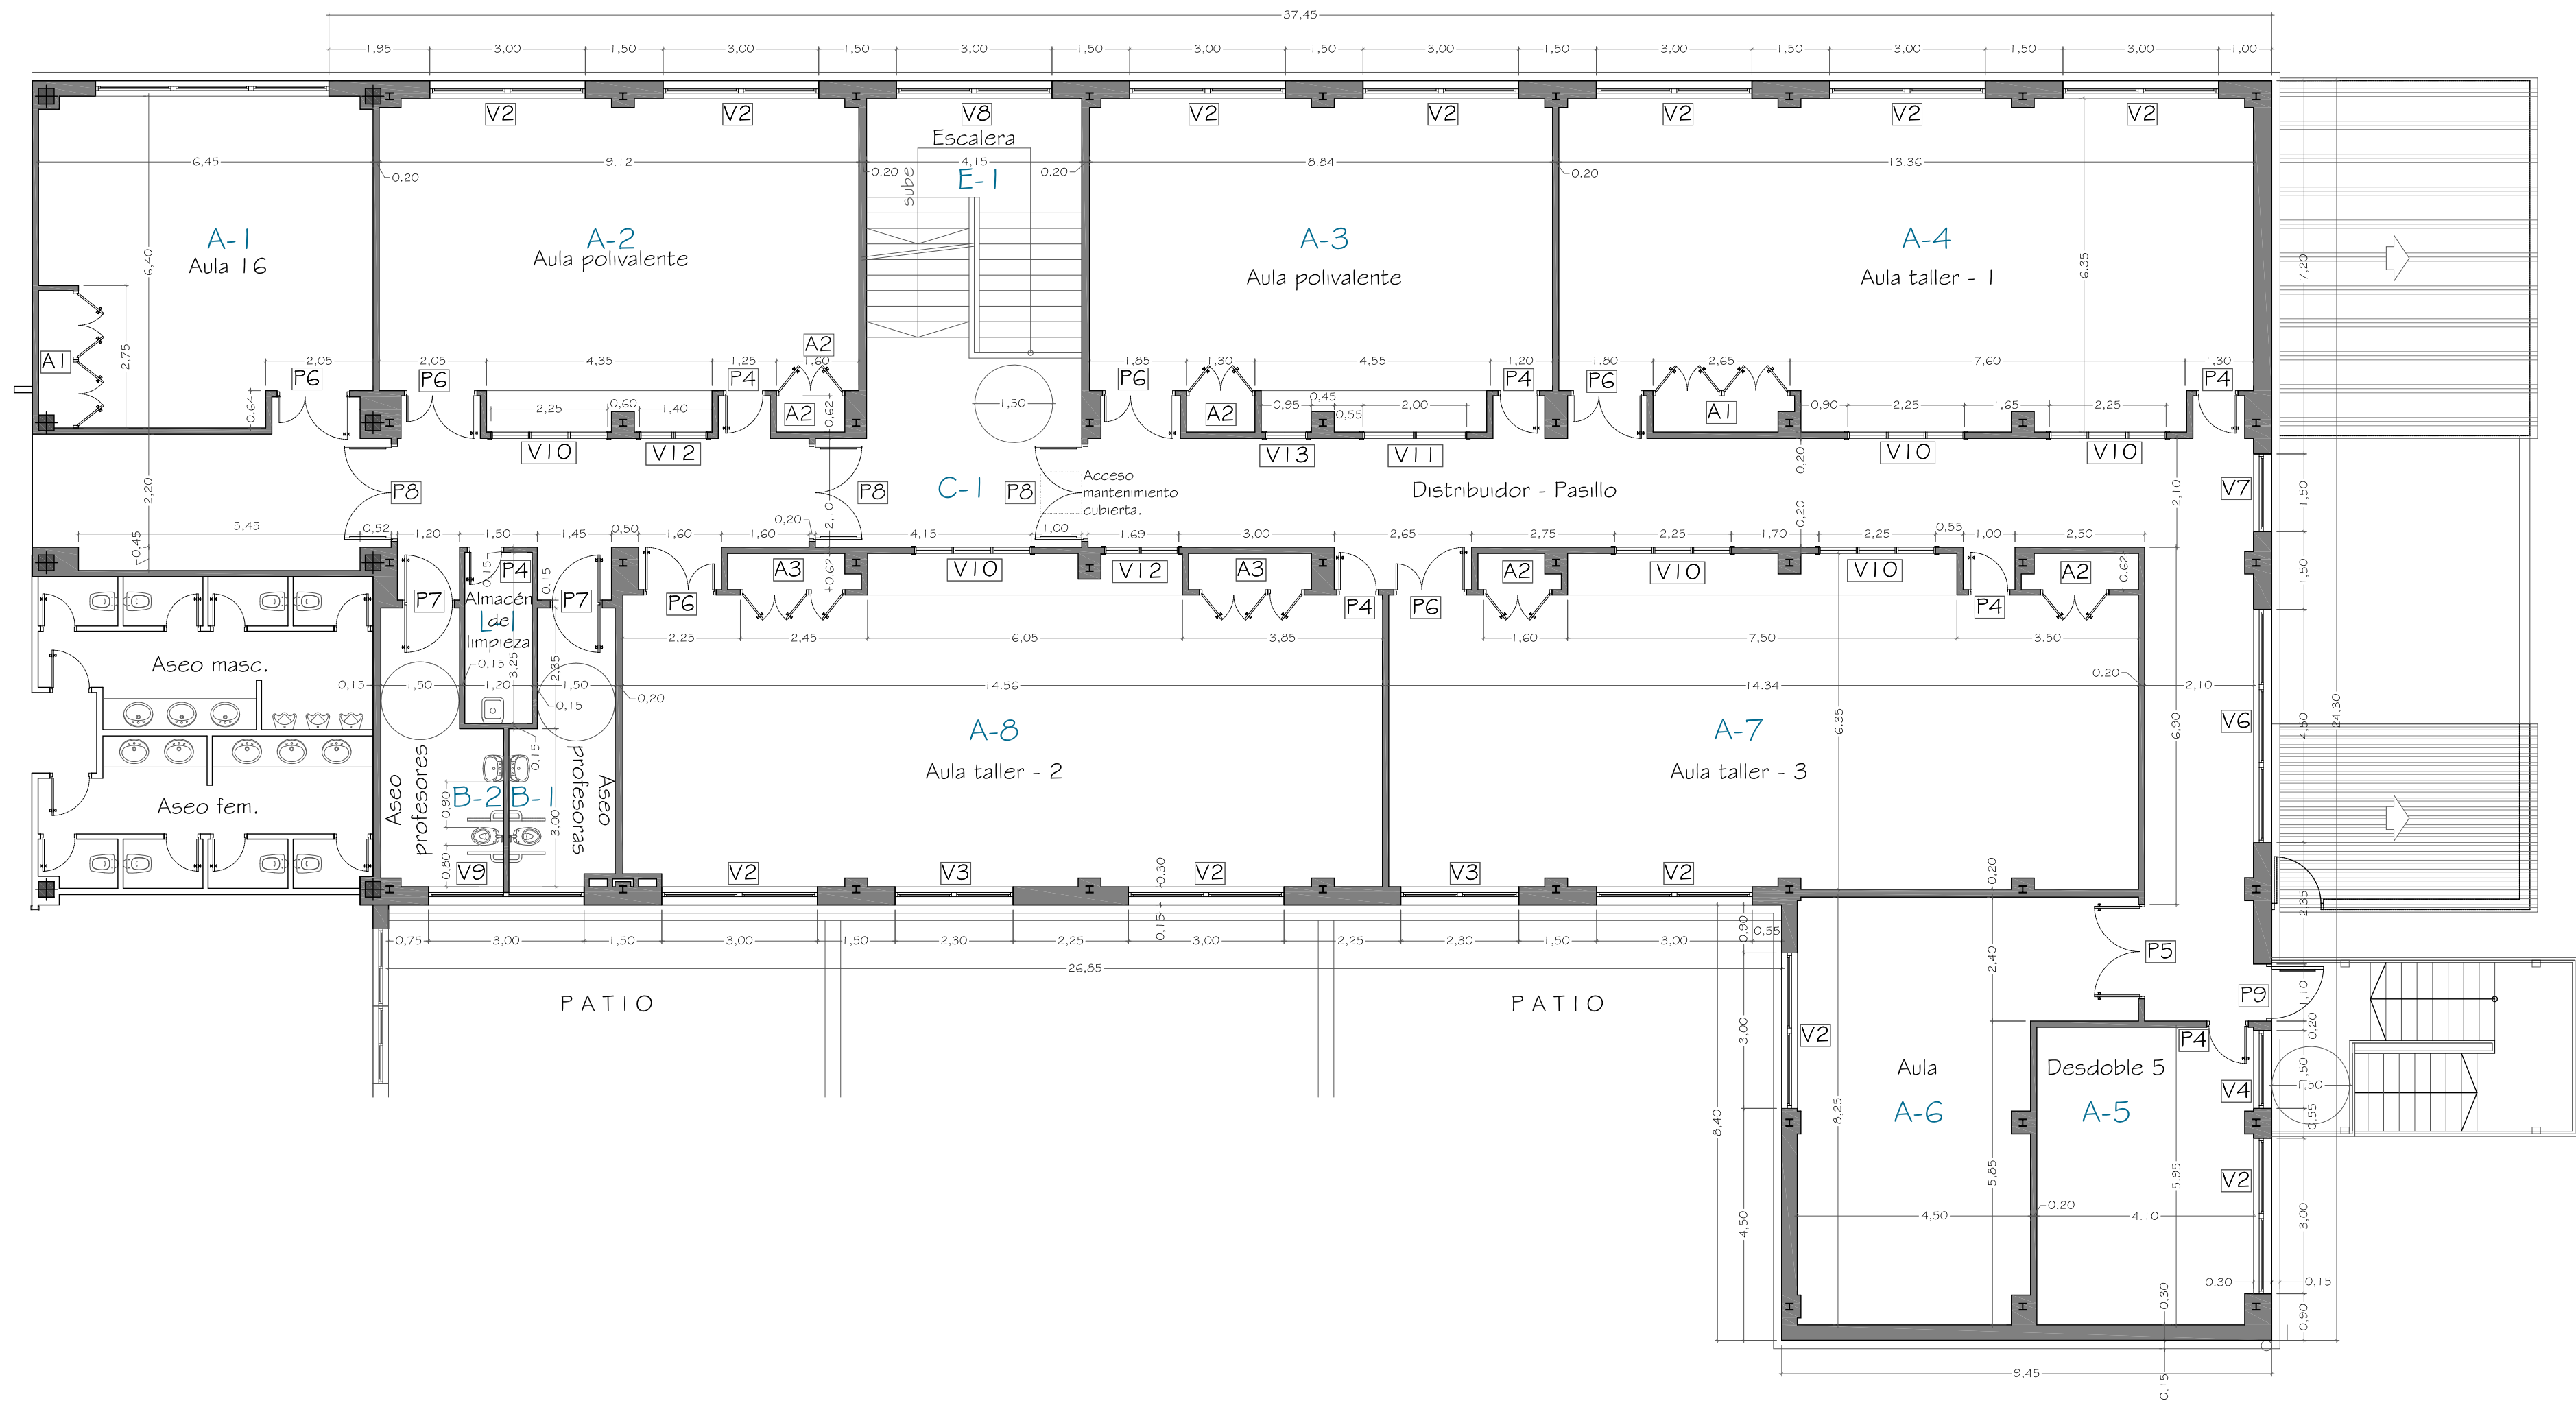 37,45
1,95 3,00 1,50 3,00 1,50 3,00 1,50 3,00 1,50 3,00 1,50 3,00 1,50 3,00 1,50 3,00 1,00
V2 V2 V8 V2 V2 V2 V2 V2
Escalera
6,45 9.12 4,15 8.84 13.36
0.20 0.20 0.20 0.20
Sube
E-1
A-1
Aula 16
A-2
Aula polivalente
A-3
Aula polivalente
A-4
Aula taller - 1
6,40 6.35 7,20
A1 2,75
A2
2,05 2,05 4,35 1,25 1,60 1,85 1,30 4,55 1,20 1,80 2,65 7,60 1,30
P6 P6 P4 P6 P4 P6 P4
0.64 2,25 0,60 1,40 A2 0,62 1,50 A2 0,95 0,45 0,55 2,00 A1 0,90 2,25 1,65 2,25
V10 V12 V13 V11 V10 V10
0,20
P8 P8 C-1 P8
Acceso
mantenimiento
cubierta.
Distribuidor - Pasillo
V7
2,20 2,10 2,10 1,50
5,45 0,52 1,20 1,50 1,45 0,50 1,60 1,60 0,20 4,15 1,00 1.69 3,00 2,65 2,75 2,25 1,70 2,25 0,55 1,00 2,50
0,45 0,20
0,15 P4 0,15 0.62 A3 V10 V12 A3 A2 V10 V10 A2 0.62 1,50
P7 P7 P6 P4 P6 P4
Almacén
de
L-1
limpieza
2,25 2,45 6,05 3,85 1,60 7,50 3,50
Aseo masc.
3,25 2,35
0,15
0,15 1,50 1,20 1,50 14.56 14.34 0.20 2,10
0,15 0,20
V6
6.35 6,90 4,50 24,30
A-8
Aula taller - 2
A-7
Aula taller - 3
0,15
Aseo
profesores
Aseo
profesoras
B-2 B-1
0,90
3,00
0,80
Aseo fem.
V9 V2 V3 V2 V3 V2
0.30 0,20 2,35
0,15
0,75 3,00 1,50 3,00 1,50 2,30 2,25 3,00 2,25 2,30 1,50 3,00 0,55
0,90
26,85
2,40
P5
P9
1,10
PATIO PATIO
3,00
V2
0,20
P4
Aula
Desdoble 5
1,50
1,50
V4
A-6
A-5
0,55
8,40 8,25
V2
5,85 5.95
0,20
4,50 4.10
4,50 3,00
0.30 0,15
0,30
0,90
9,45
0,15